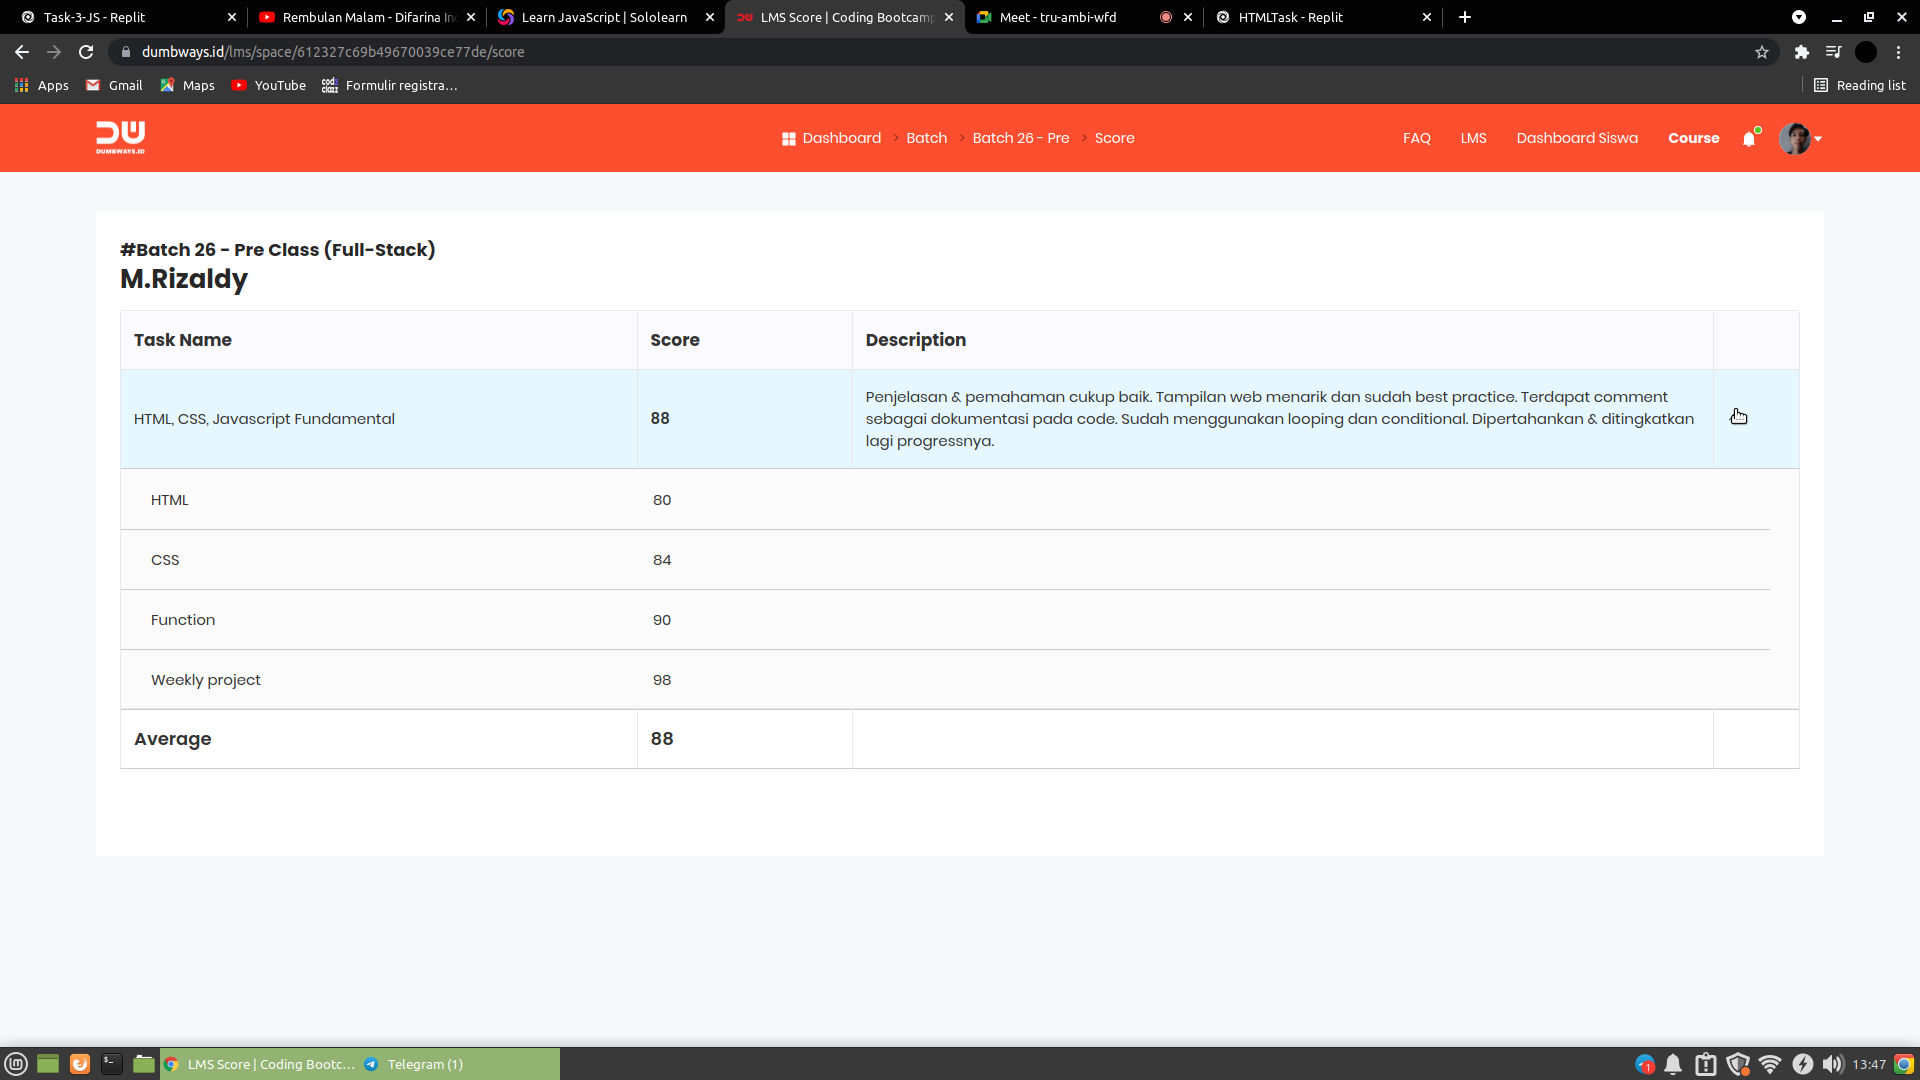 Task-3-JS - Replit
Rembulan Malam - Difarina In
Learn JavaScript | Sololearn
LMS Score | Coding Bootcamp
Meet - tru-ambi-wfd
HTMLTask - Replit
dumbways.id/lms/space/612327c69b49670039ce77de/score
Apps
Gmail
Maps
YouTube
Formulir registra...
Reading list
DUMBWAYS.ID
Dashboard > Batch > Batch 26 - Pre > Score
FAQ
LMS
Dashboard Siswa
Course
#Batch 26 - Pre Class (Full-Stack)
M.Rizaldy
Task Name Score Description
HTML, CSS, Javascript Fundamental 88
Penjelasan & pemahaman cukup baik. Tampilan web menarik dan sudah best practice. Terdapat comment
sebagai dokumentasi pada code. Sudah menggunakan looping dan conditional. Dipertahankan & ditingkatkan
lagi progressnya.
HTML 80
CSS 84
Function 90
Weekly project 98
Average 88
LMS Score | Coding Bootc...
Telegram (1)
1
13:47